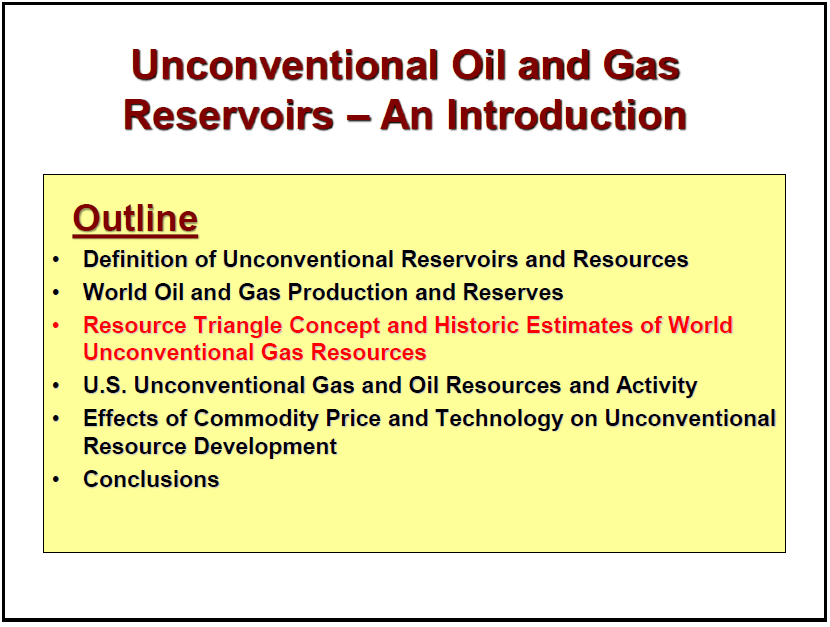 Unconventional Oil and Gas
Reservoirs – An Introduction
Outline
• Definition of Unconventional Reservoirs and Resources
• World Oil and Gas Production and Reserves
• Resource Triangle Concept and Historic Estimates of World
Unconventional Gas Resources
• U.S. Unconventional Gas and Oil Resources and Activity
• Effects of Commodity Price and Technology on Unconventional
Resource Development
• Conclusions